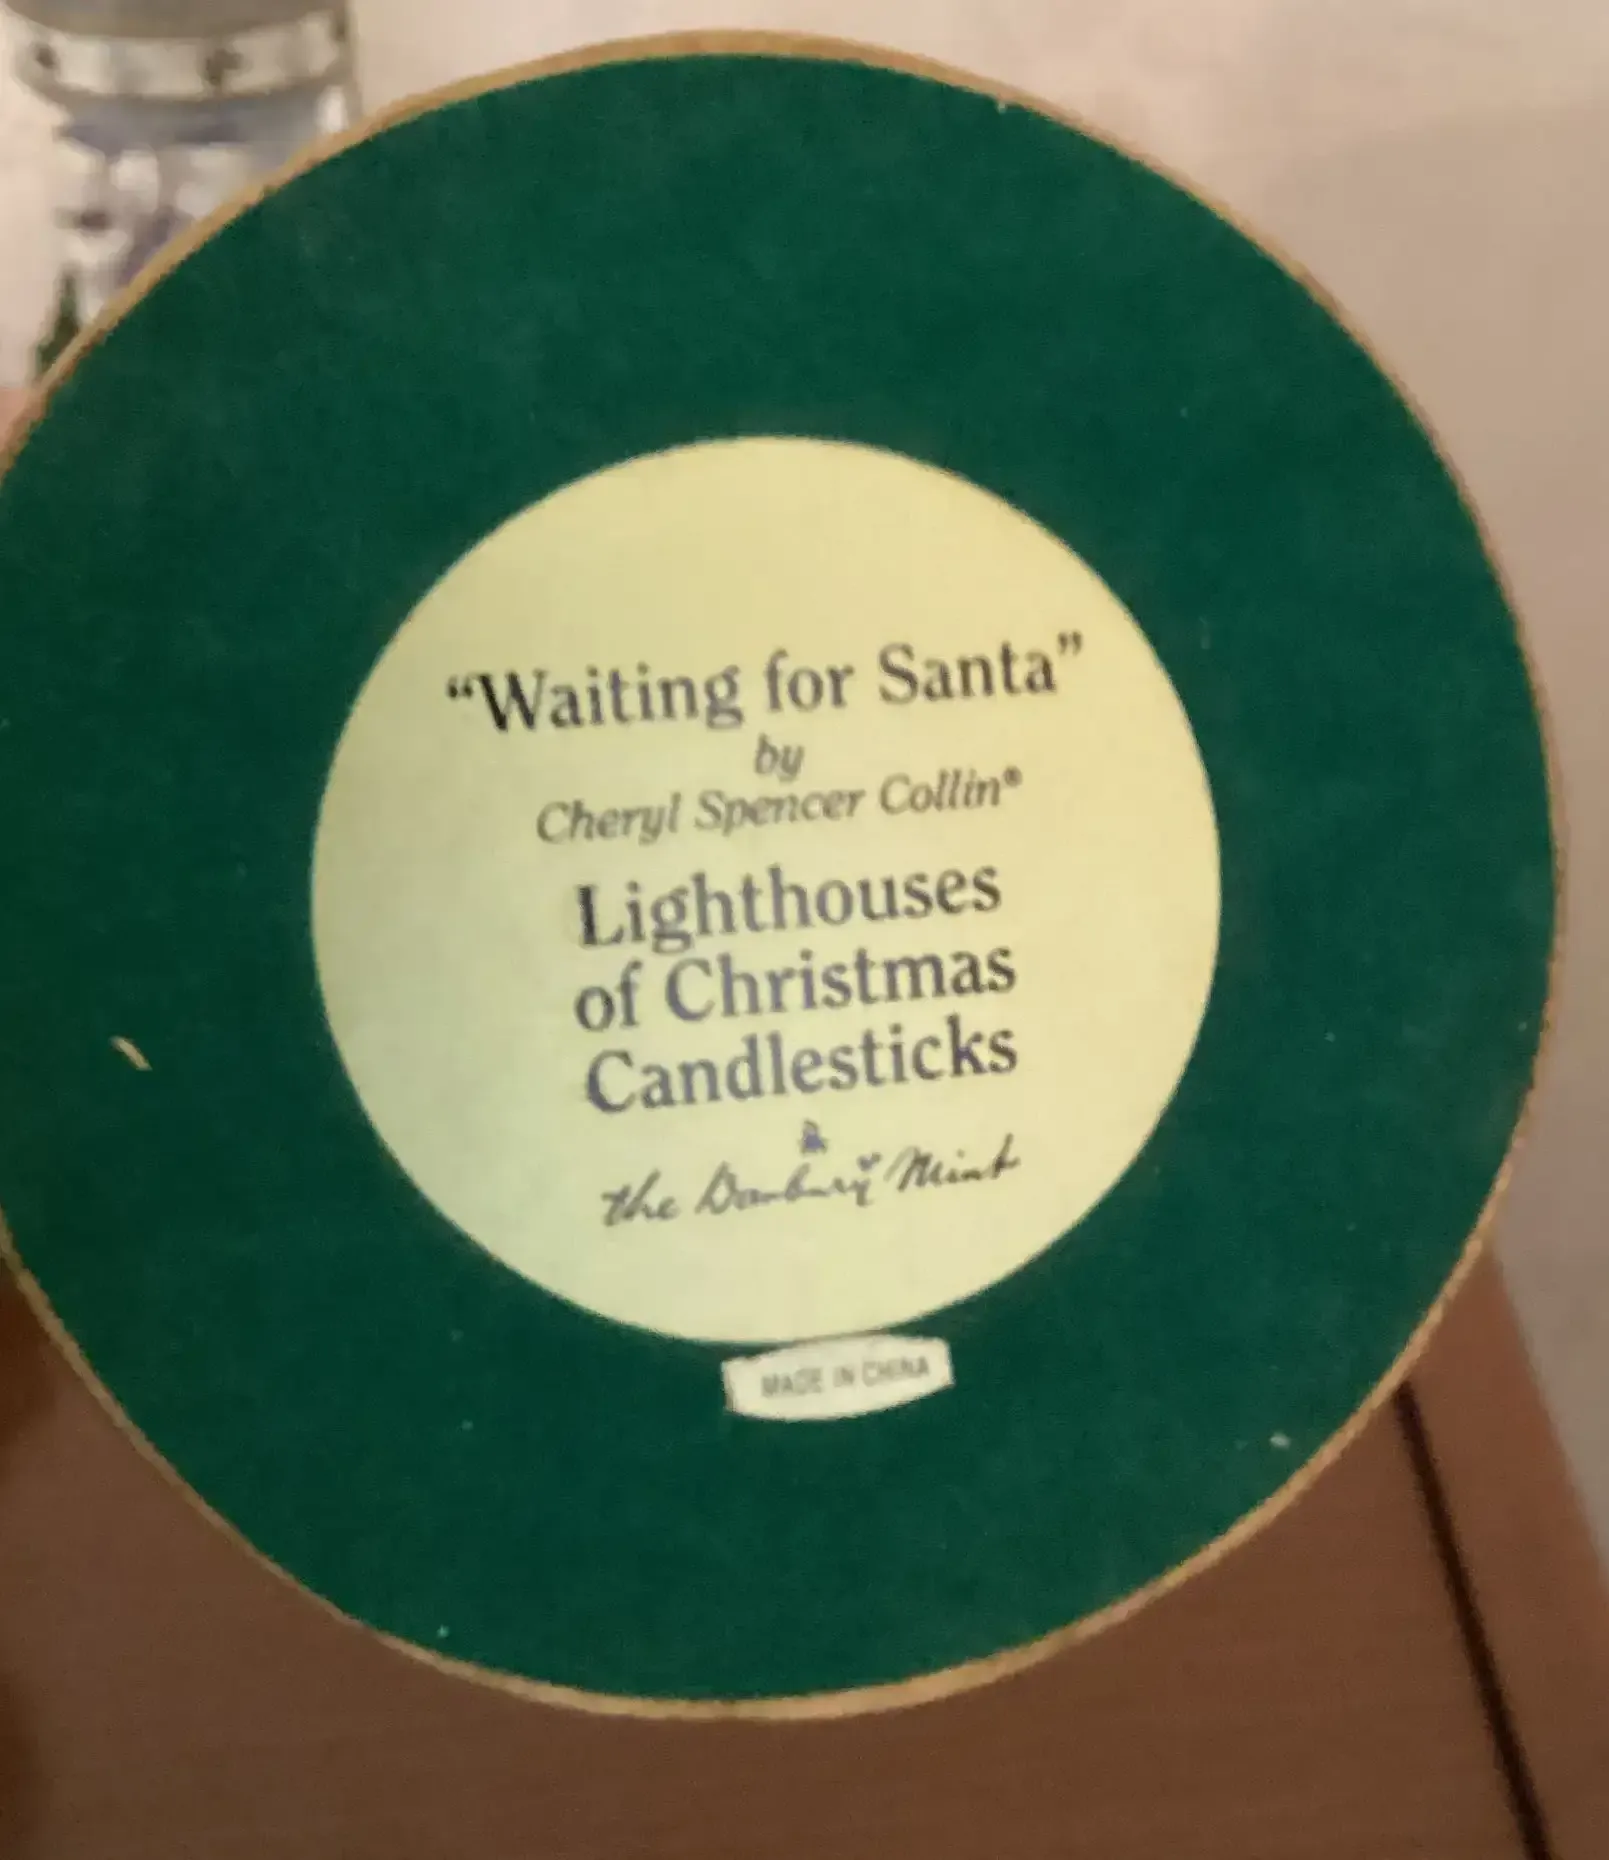 “Waiting for Santa”
by
Cheryl Spencer Collin®
Lighthouses
of Christmas
Candlesticks
the Danbury Mint
MADE IN CHINA